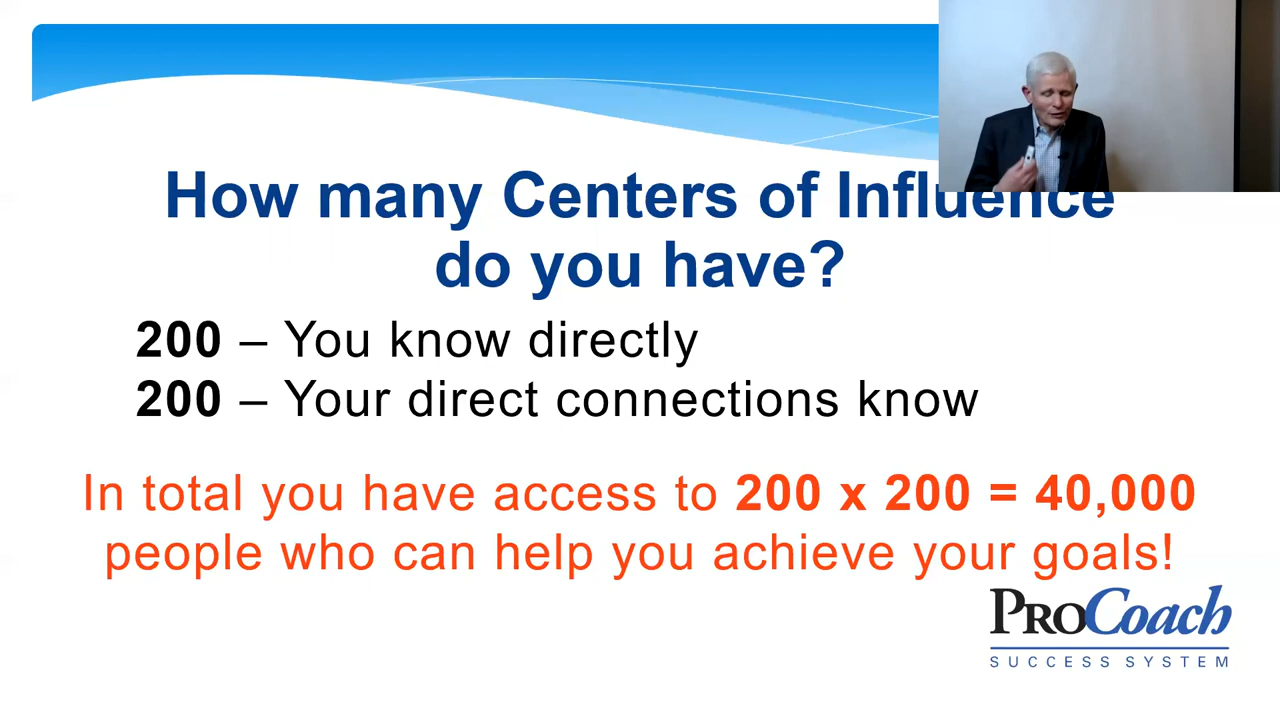 How many Centers of Influence
do you have?
200 – You know directly
200 – Your direct connections know
In total you have access to 200 x 200 = 40,000
people who can help you achieve your goals!
PROCoach
SUCCESS SYSTEM